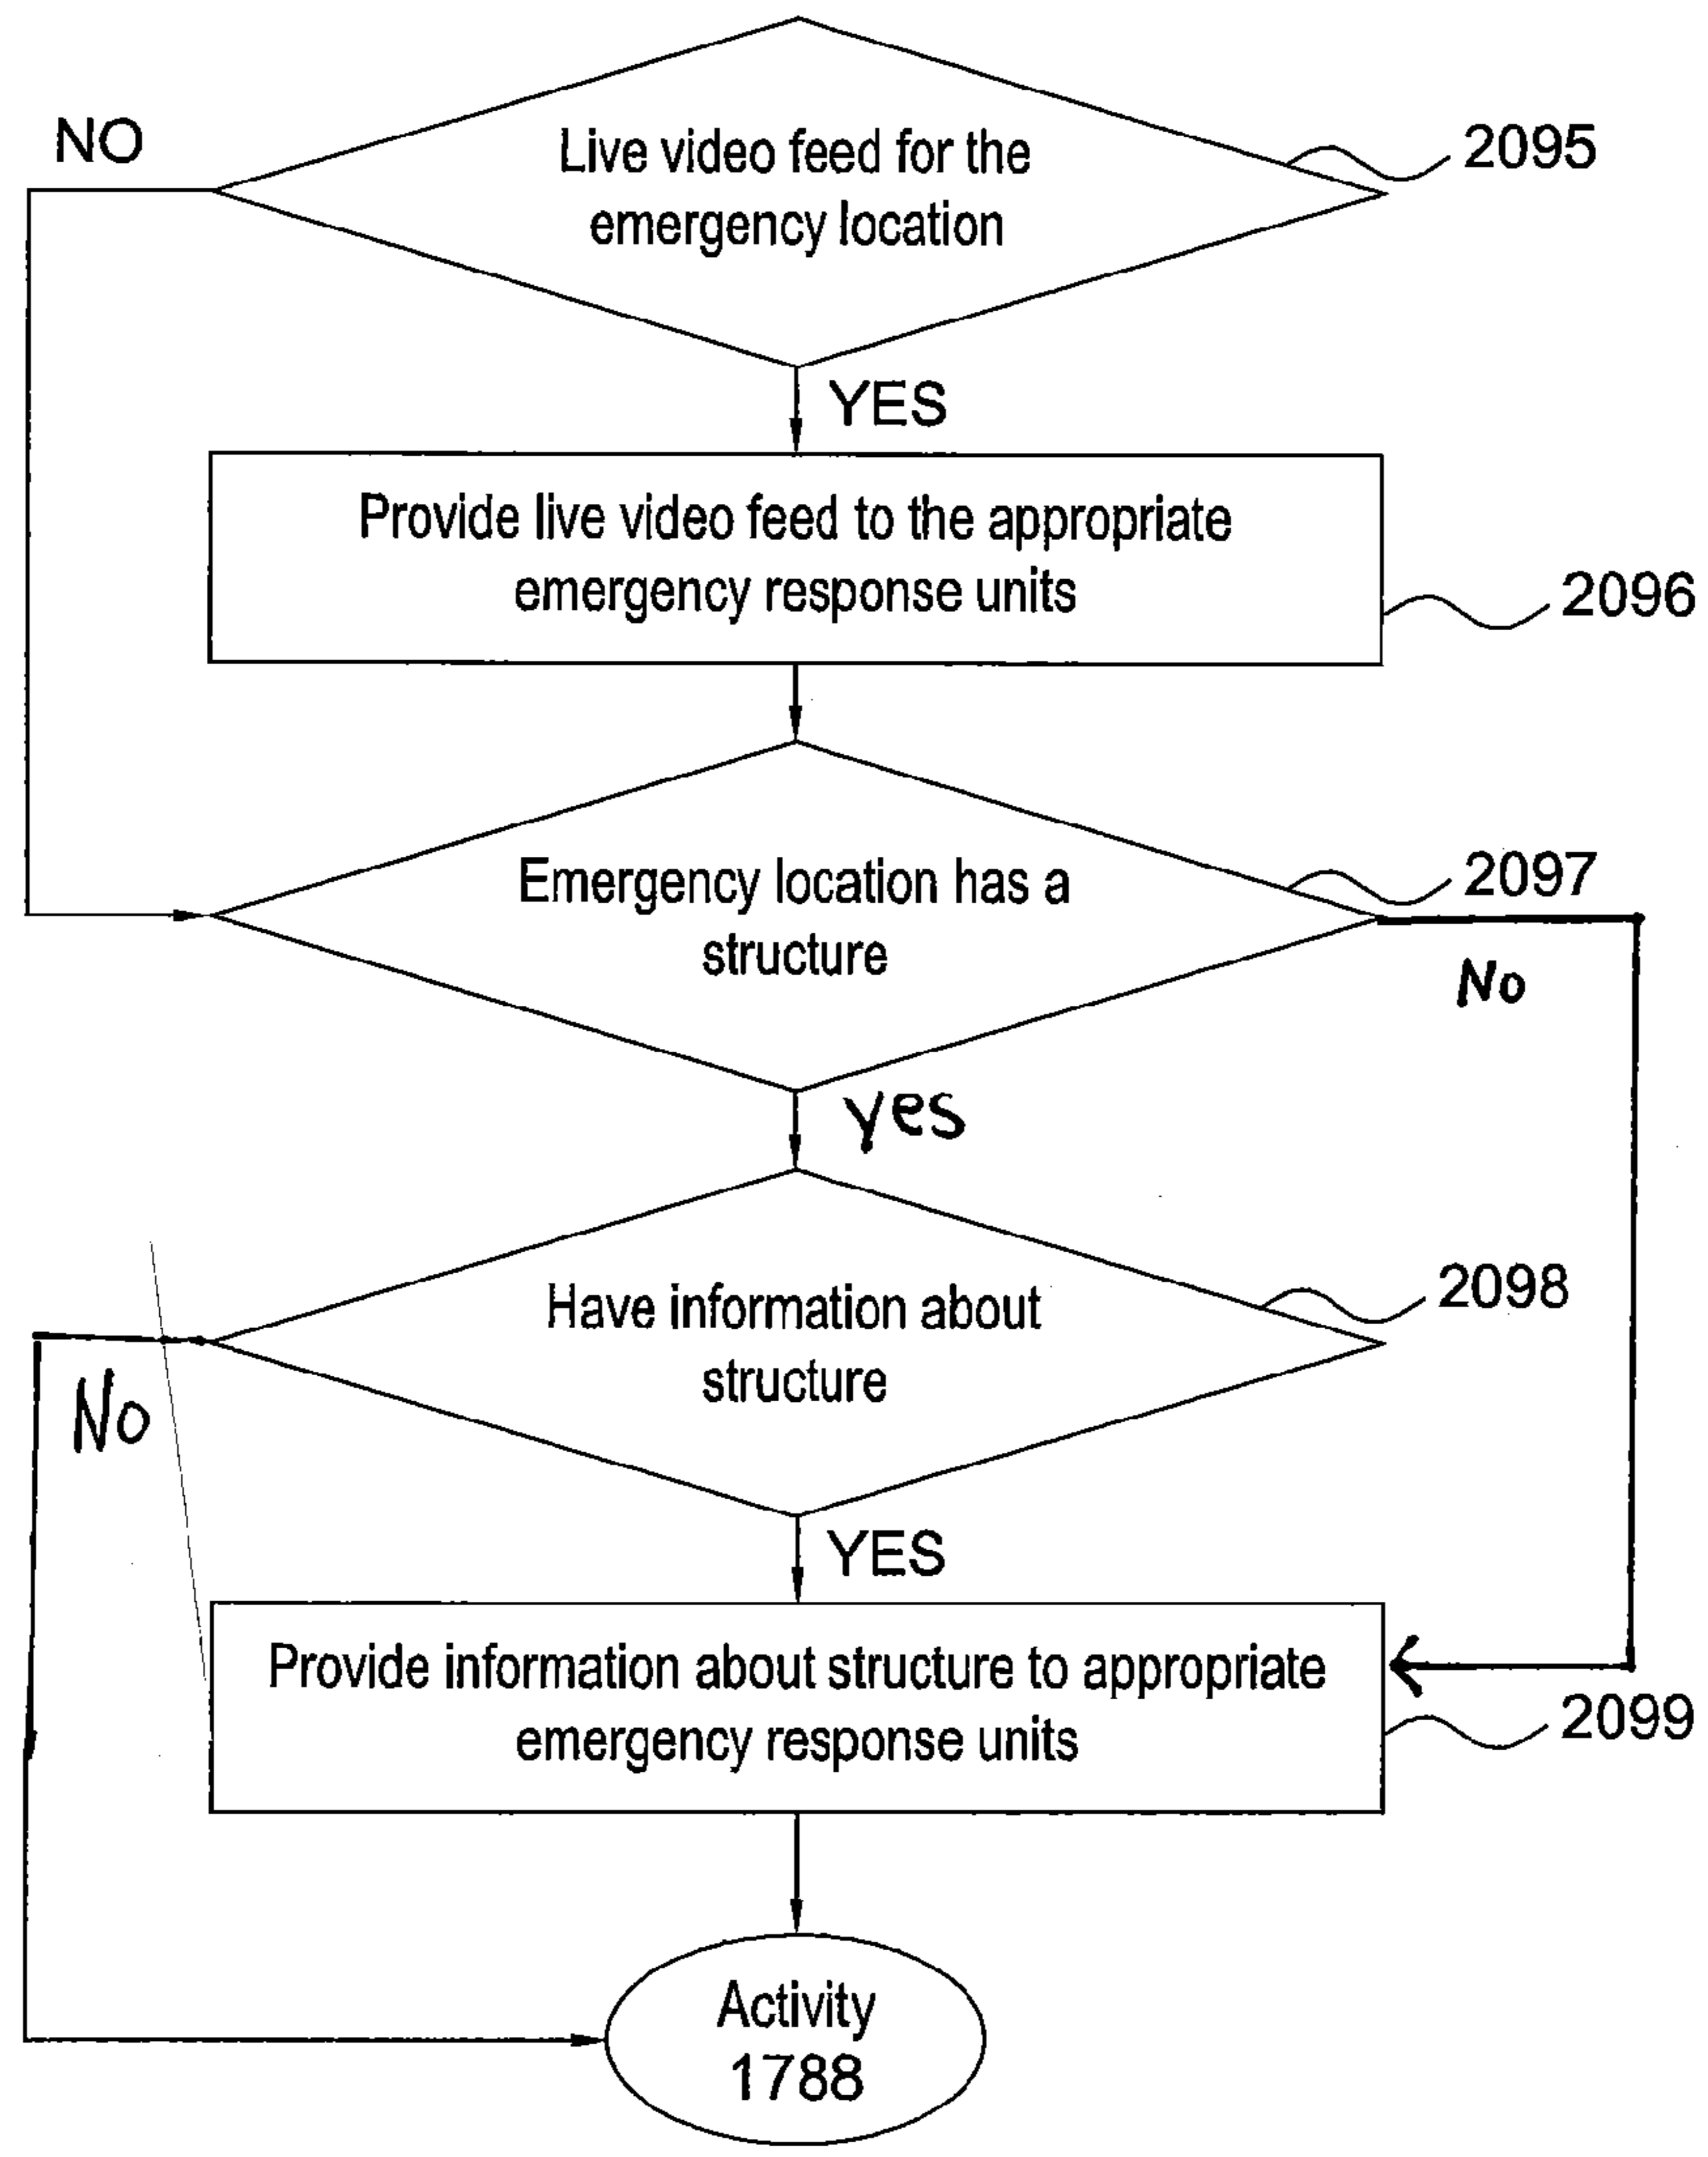 NO
Live video feed for the
emergency location
2095
YES
Provide live video feed to the appropriate
emergency response units
2096
Emergency location has a
structure
2097
No
yes
Have information about
structure
2098
No
YES
Provide information about structure to appropriate
emergency response units
2099
Activity
1788